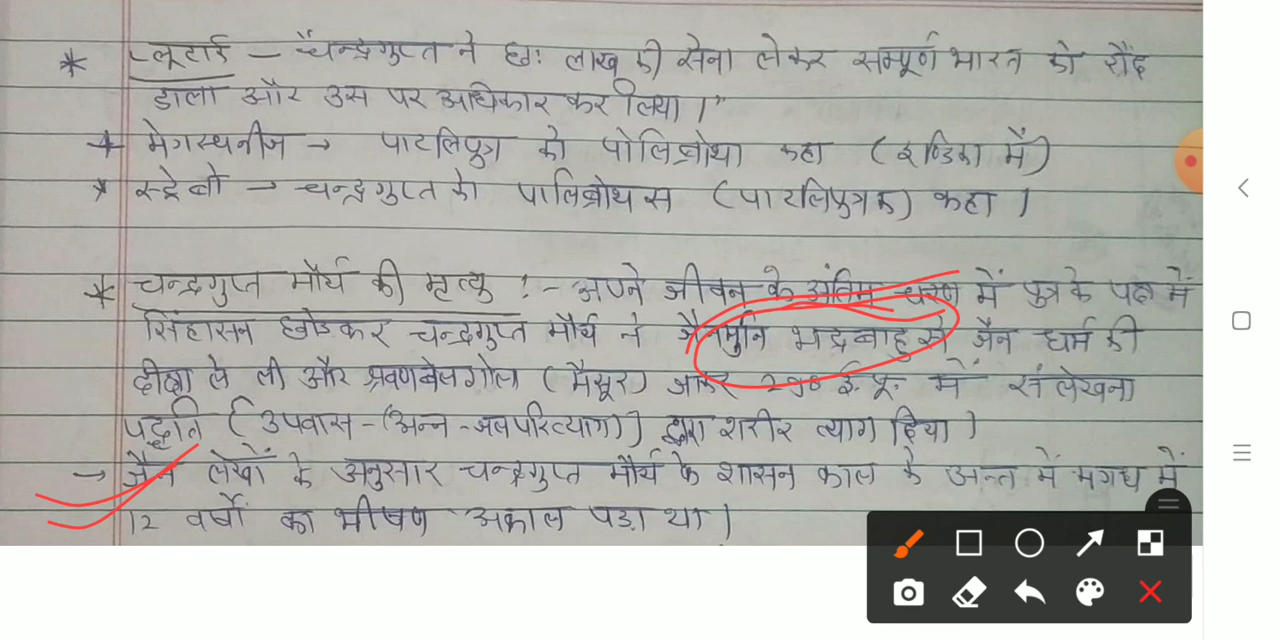 * प्लूटार्क – "चन्द्रगुप्त ने छः लाख की सेना लेकर सम्पूर्ण भारत को रौंद
डाला और उस पर अधिकार कर लिया।"
* मेगस्थनीज → पाटलिपुत्र को पोलिब्रोथा कहा (इण्डिका में)
* स्ट्रेबो → चन्द्रगुप्त को पालिब्रोथस (पाटलिपुत्रक) कहा।
* चन्द्रगुप्त मौर्य की मृत्यु :- अपने जीवन के अंतिम चरण में पुत्र के पक्ष में
सिंहासन छोडकर चन्द्रगुप्त मौर्य ने जैनमुनि भद्रबाहु से जैन धर्म की
दीक्षा ले ली और श्रवणबेलगोल (मैसूर) जाकर 298 ई.पू. में संलेखना
पद्धति (उपवास-(अन्न-जलपरित्याग)) द्वारा शरीर त्याग दिया।
→ जैन लेखों के अनुसार चन्द्रगुप्त मौर्य के शासन काल के अन्त में मगध में
12 वर्षों का भीषण अकाल पड़ा था।